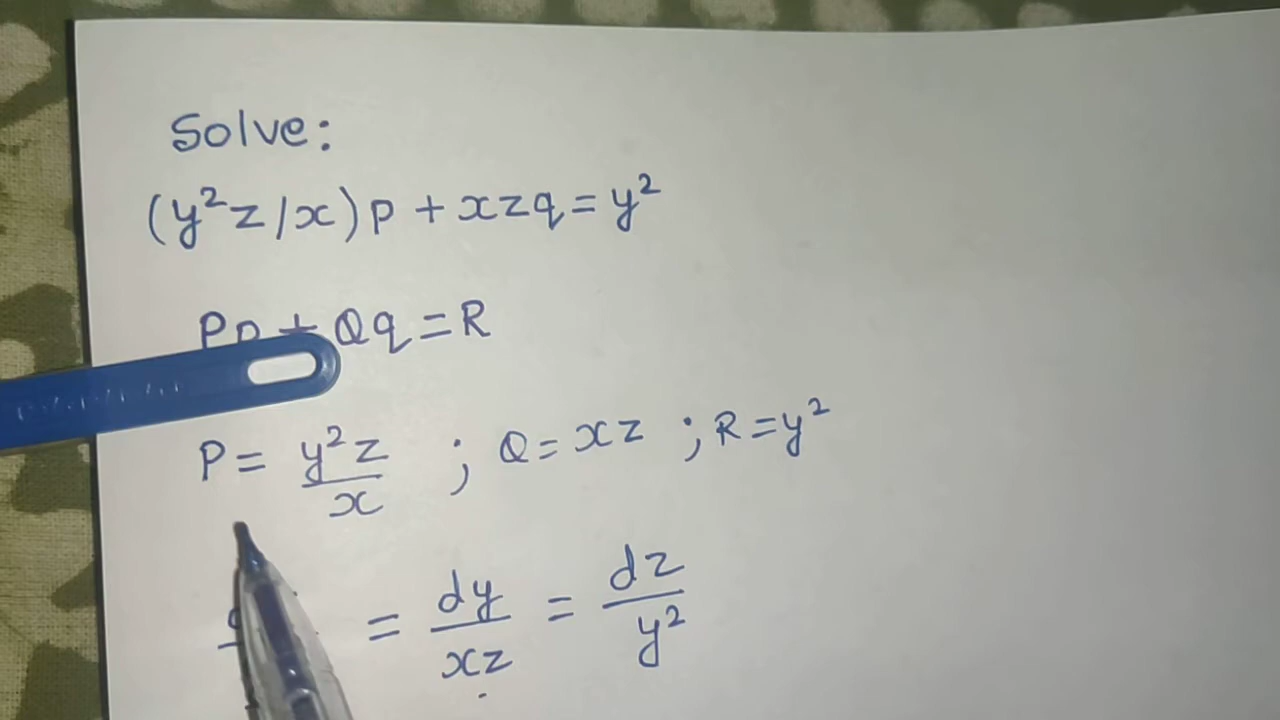 Solve:
(y²z/x)p + xzq = y²
Pp + Qq = R
P = y²z/x ; Q = xz ; R = y²
= dy/xz = dz/y²